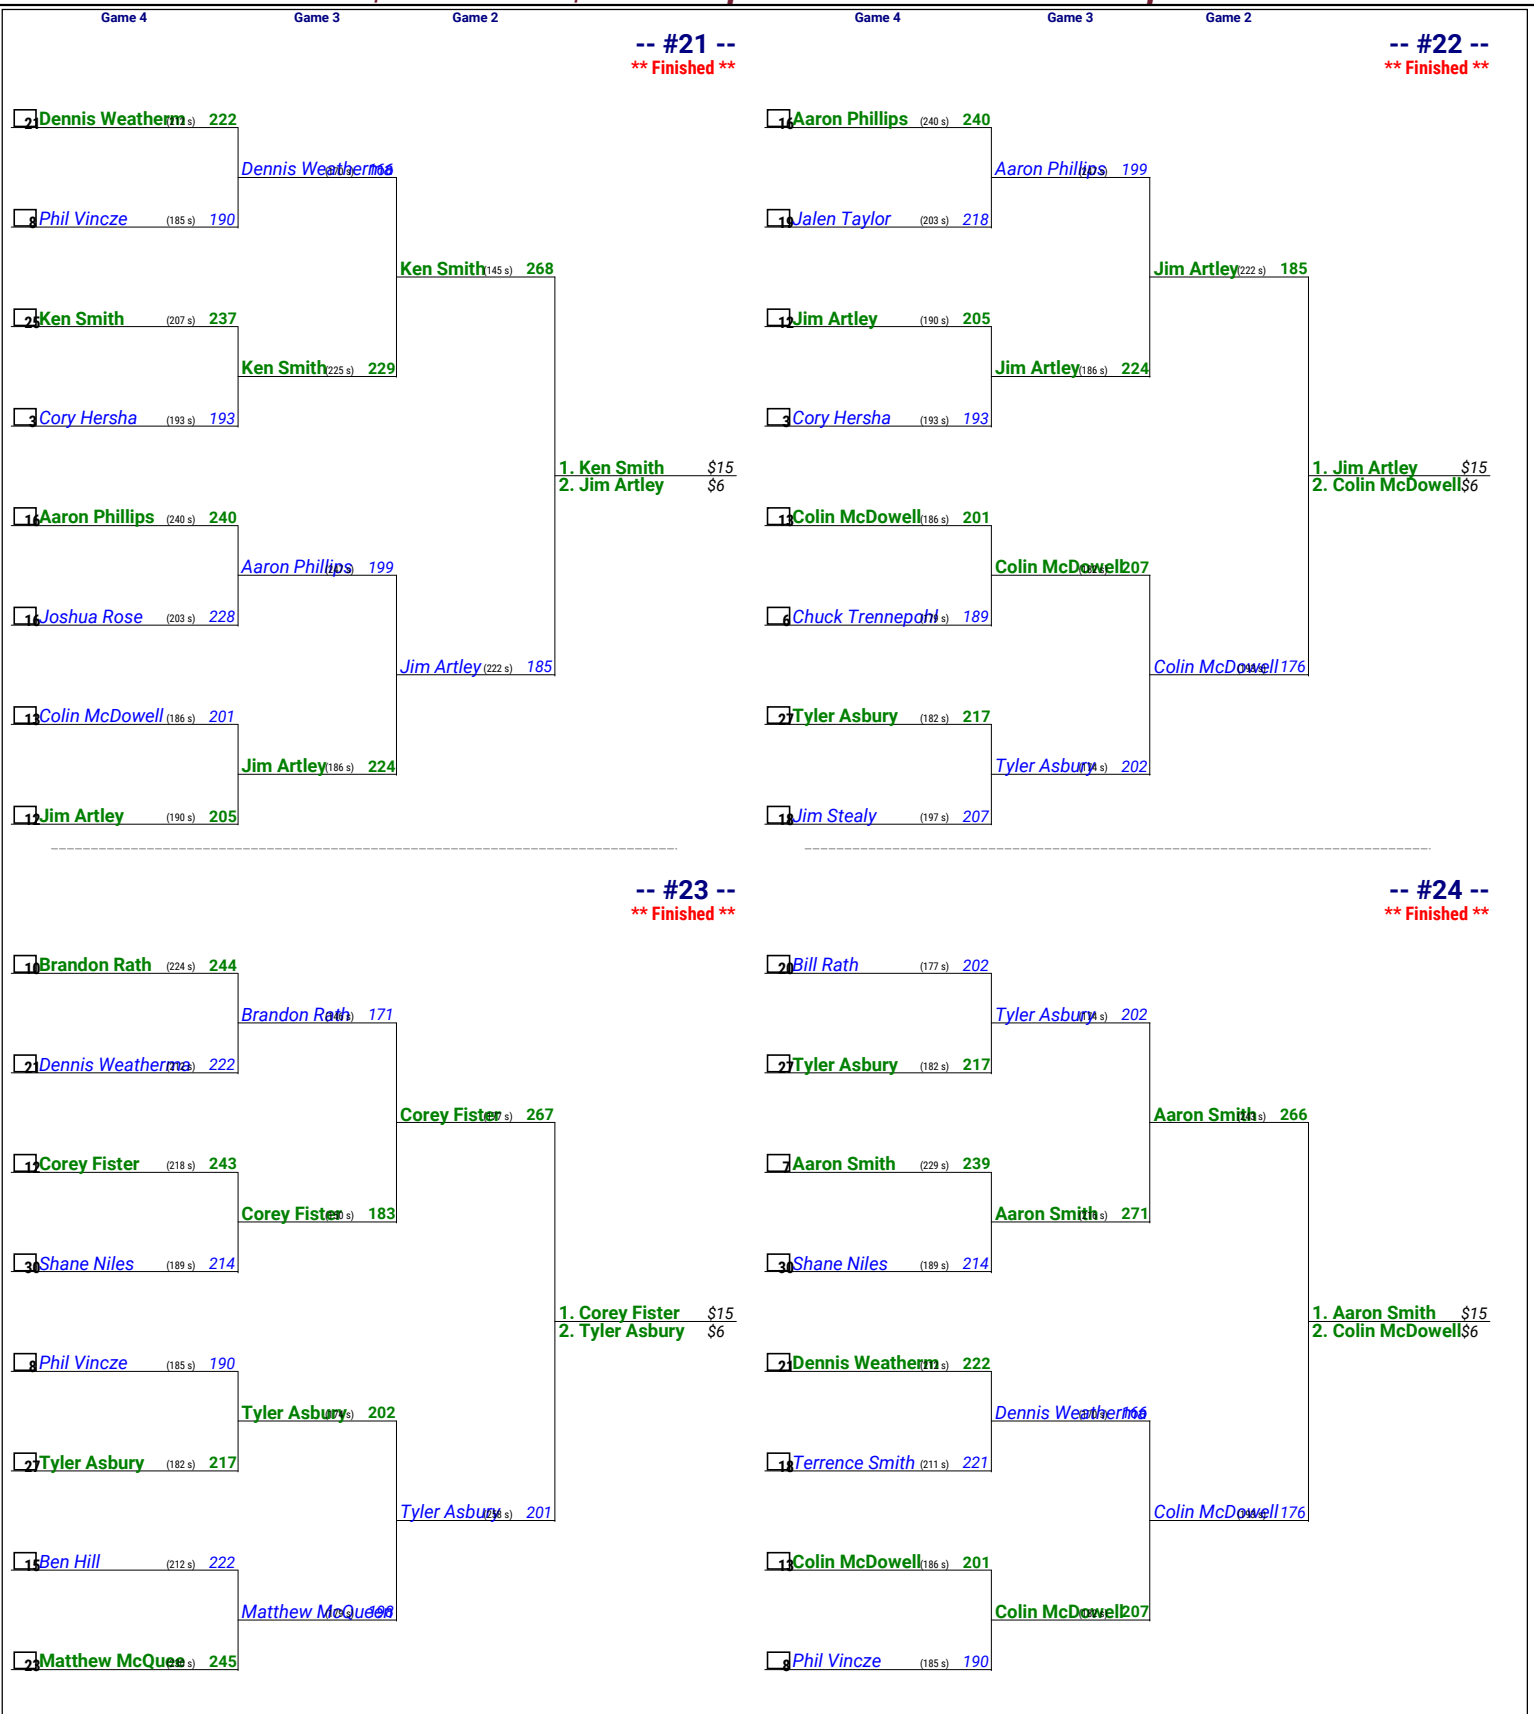 Game 4 Game 3 Game 2 Game 4 Game 3 Game 2
-- #21 -- -- #22 --
** Finished ** ** Finished **
21 Dennis Weatherm 222
Dennis Weatherma 166
8 Phil Vincze (185 s) 190
Ken Smith (145 s) 268
25 Ken Smith (207 s) 237
Ken Smith (225 s) 229
3 Cory Hersha (193 s) 193
1. Ken Smith $15
2. Jim Artley $6
16 Aaron Phillips (240 s) 240
Aaron Phillips 199
16 Joshua Rose (203 s) 228
Jim Artley (222 s) 185
13 Colin McDowell (186 s) 201
Jim Artley (186 s) 224
12 Jim Artley (190 s) 205
16 Aaron Phillips (240 s) 240
Aaron Phillips 199
19 Jalen Taylor (203 s) 218
Jim Artley (222 s) 185
12 Jim Artley (190 s) 205
Jim Artley (186 s) 224
3 Cory Hersha (193 s) 193
1. Jim Artley $15
2. Colin McDowell $6
13 Colin McDowell (186 s) 201
Colin McDowell 207
6 Chuck Trennepohl 189
Colin McDowell 176
27 Tyler Asbury (182 s) 217
Tyler Asbury 202
18 Jim Stealy (197 s) 207
-- #23 -- -- #24 --
** Finished ** ** Finished **
10 Brandon Rath (224 s) 244
Brandon Rath 171
21 Dennis Weatherma 222
Corey Fister 267
12 Corey Fister (218 s) 243
Corey Fister 183
30 Shane Niles (189 s) 214
1. Corey Fister $15
2. Tyler Asbury $6
8 Phil Vincze (185 s) 190
Tyler Asbury 202
27 Tyler Asbury (182 s) 217
Tyler Asbury 201
15 Ben Hill (212 s) 222
Matthew McQueen
23 Matthew McQuee 245
20 Bill Rath (177 s) 202
Tyler Asbury 202
27 Tyler Asbury (182 s) 217
Aaron Smith 266
7 Aaron Smith (229 s) 239
Aaron Smith 271
30 Shane Niles (189 s) 214
1. Aaron Smith $15
2. Colin McDowell $6
21 Dennis Weatherm 222
Dennis Weatherma 166
18 Terrence Smith (211 s) 221
Colin McDowell 176
13 Colin McDowell (186 s) 201
Colin McDowell 207
8 Phil Vincze (185 s) 190